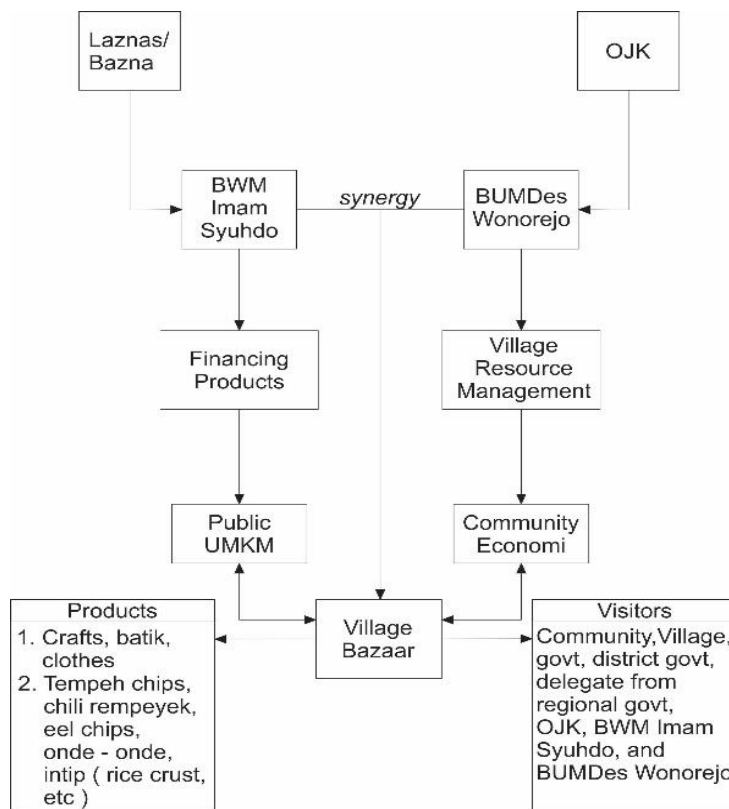 Laznas/
Bazna
OJK
BWM
Imam
Syuhdo
synergy
BUMDes
Wonorejo
Financing
Products
Village
Resource
Management
Public
UMKM
Community
Economi
Products
1. Crafts, batik,
clothes
2. Tempeh chips,
chili rempeyek,
eel chips,
onde - onde,
intip ( rice crust,
etc )
Village
Bazaar
Visitors
Community,Village,
govt, district govt,
delegate from
regional govt,
OJK, BWM Imam
Syuhdo, and
BUMDes Wonorejo